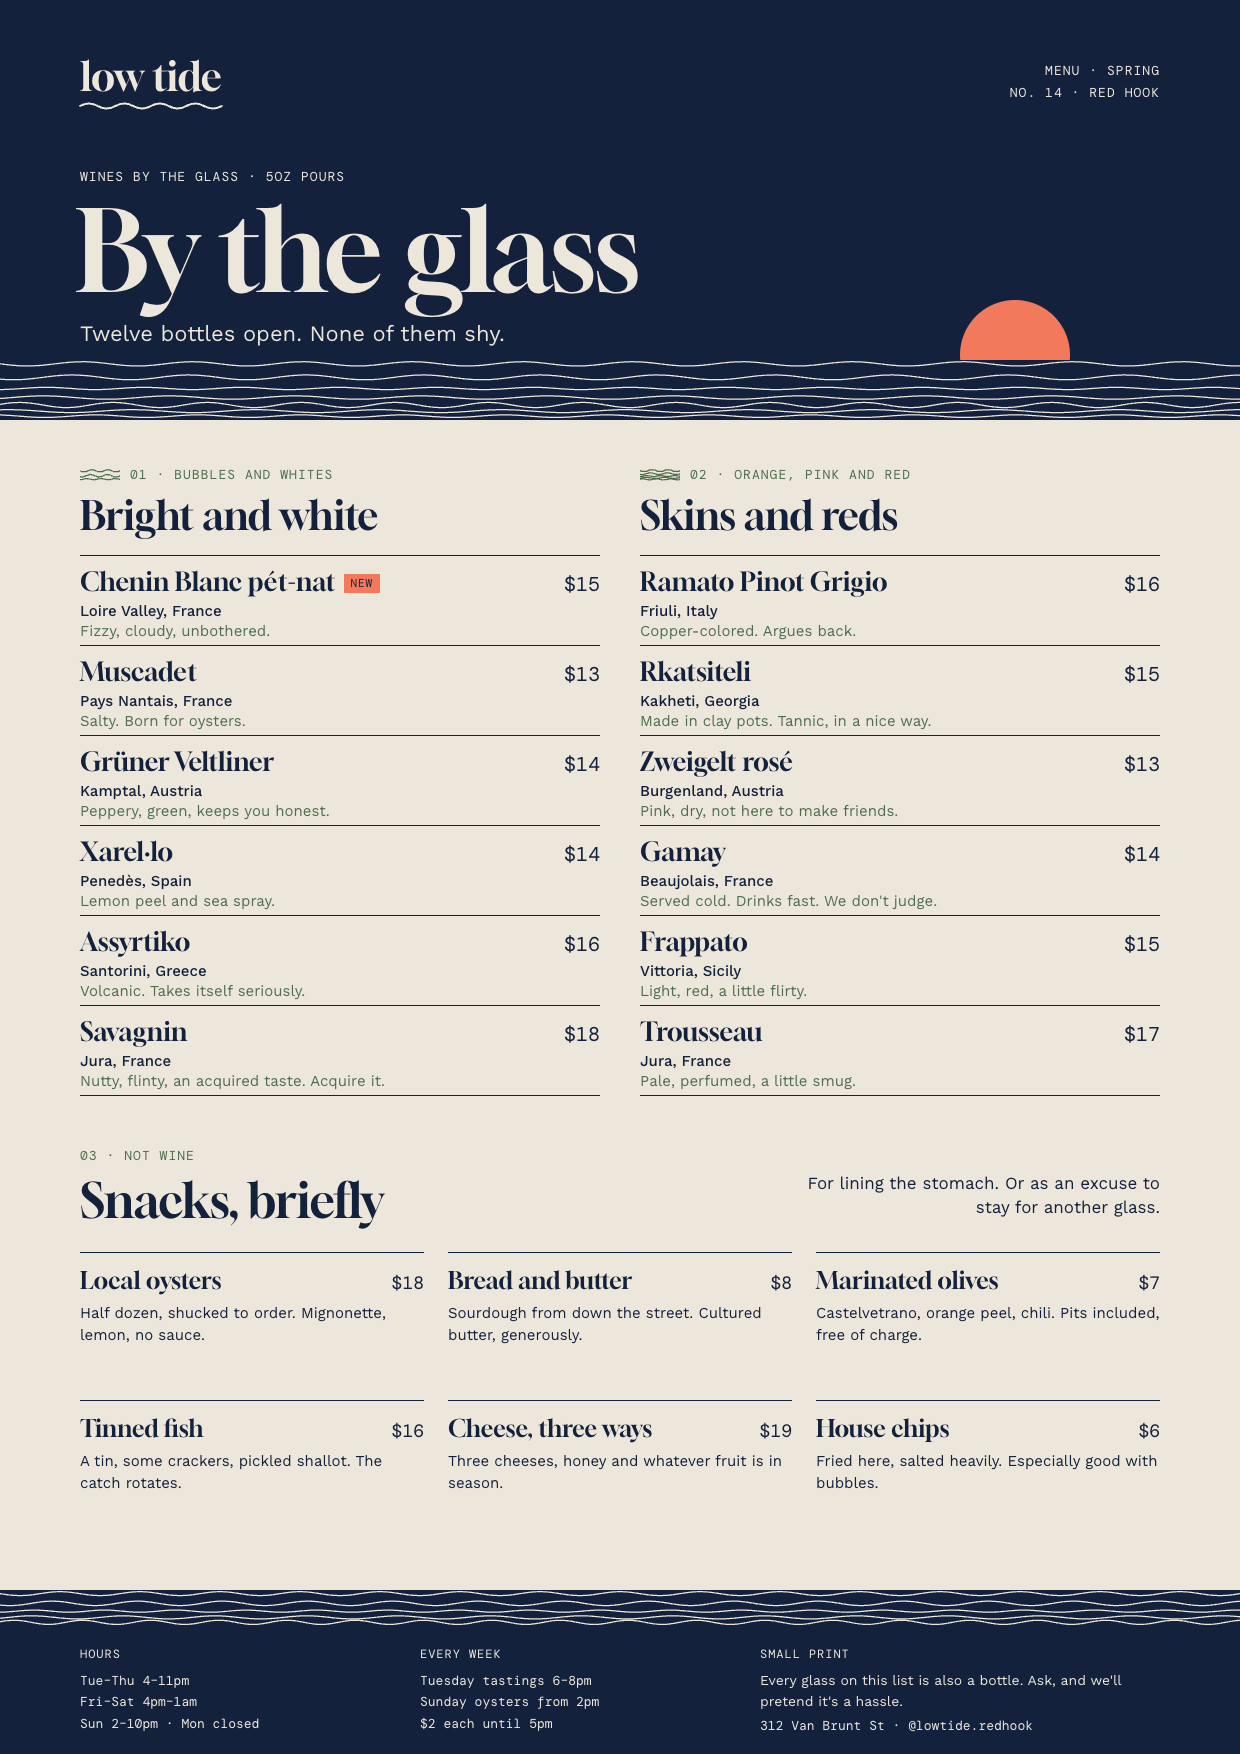 low tide
MENU · SPRING
NO. 14 · RED HOOK
WINES BY THE GLASS · 5OZ POURS
By the glass
Twelve bottles open. None of them shy.
01 · BUBBLES AND WHITES
Bright and white
Chenin Blanc pét-nat NEW $15
Loire Valley, France
Fizzy, cloudy, unbothered.
Muscadet $13
Pays Nantais, France
Salty. Born for oysters.
Grüner Veltliner $14
Kamptal, Austria
Peppery, green, keeps you honest.
Xarel·lo $14
Penedès, Spain
Lemon peel and sea spray.
Assyrtiko $16
Santorini, Greece
Volcanic. Takes itself seriously.
Savagnin $18
Jura, France
Nutty, flinty, an acquired taste. Acquire it.
02 · ORANGE, PINK AND RED
Skins and reds
Ramato Pinot Grigio $16
Friuli, Italy
Copper-colored. Argues back.
Rkatsiteli $15
Kakheti, Georgia
Made in clay pots. Tannic, in a nice way.
Zweigelt rosé $13
Burgenland, Austria
Pink, dry, not here to make friends.
Gamay $14
Beaujolais, France
Served cold. Drinks fast. We don't judge.
Frappato $15
Vittoria, Sicily
Light, red, a little flirty.
Trousseau $17
Jura, France
Pale, perfumed, a little smug.
03 · NOT WINE
Snacks, briefly
For lining the stomach. Or as an excuse to
stay for another glass.
Local oysters $18
Half dozen, shucked to order. Mignonette,
lemon, no sauce.
Bread and butter $8
Sourdough from down the street. Cultured
butter, generously.
Marinated olives $7
Castelvetrano, orange peel, chili. Pits included,
free of charge.
Tinned fish $16
A tin, some crackers, pickled shallot. The
catch rotates.
Cheese, three ways $19
Three cheeses, honey and whatever fruit is in
season.
House chips $6
Fried here, salted heavily. Especially good with
bubbles.
HOURS
Tue–Thu 4–11pm
Fri–Sat 4pm–1am
Sun 2–10pm · Mon closed
EVERY WEEK
Tuesday tastings 6–8pm
Sunday oysters from 2pm
$2 each until 5pm
SMALL PRINT
Every glass on this list is also a bottle. Ask, and we'll
pretend it's a hassle.
312 Van Brunt St · @lowtide.redhook